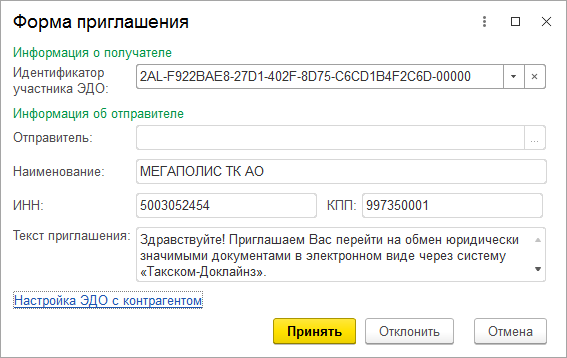 Форма приглашения
Информация о получателе
Идентификатор участника ЭДО: 2AL-F922BAE8-27D1-402F-8D75-C6CD1B4F2C6D-00000
Информация об отправителе
Отправитель: ...
Наименование: МЕГАПОЛИС ТК АО
ИНН: 5003052454 КПП: 997350001
Текст приглашения: Здравствуйте! Приглашаем Вас перейти на обмен юридически
значимыми документами в электронном виде через систему
«Такском-Доклайнз».
Настройка ЭДО с контрагентом
Принять Отклонить Отмена